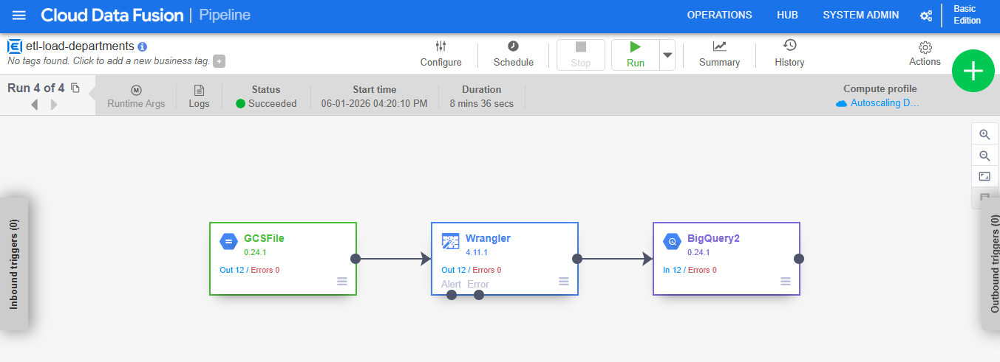 Cloud Data Fusion | Pipeline
OPERATIONS
HUB
SYSTEM ADMIN
Basic
Edition
etl-load-departments
No tags found. Click to add a new business tag.
Configure
Schedule
Stop
Run
Summary
History
Actions
Run 4 of 4
Runtime Args
Logs
Status
Succeeded
Start time
06-01-2026 04:20:10 PM
Duration
8 mins 36 secs
Compute profile
Autoscaling D...
Inbound triggers (0)
GCSFile
0.24.1
Out 12 / Errors 0
Wrangler
4.11.1
Out 12 / Errors 0
Alert Error
BigQuery2
0.24.1
In 12 / Errors 0
Outbound triggers (0)